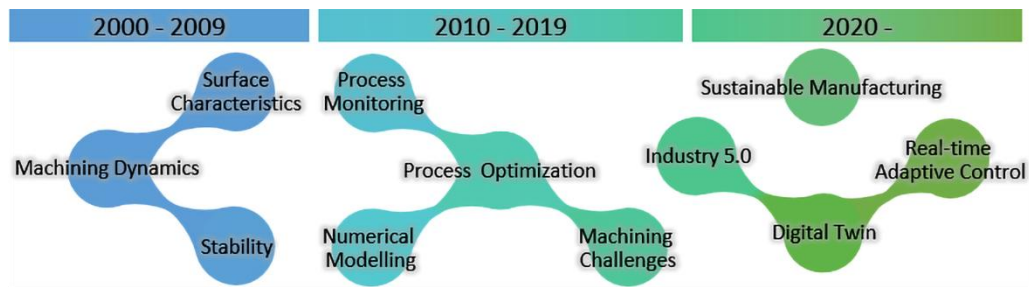 2000 - 2009
2010 - 2019
2020 -
Surface
Characteristics
Machining Dynamics
Stability
Process
Monitoring
Process Optimization
Numerical
Modelling
Machining
Challenges
Sustainable Manufacturing
Industry 5.0
Real-time
Adaptive Control
Digital Twin